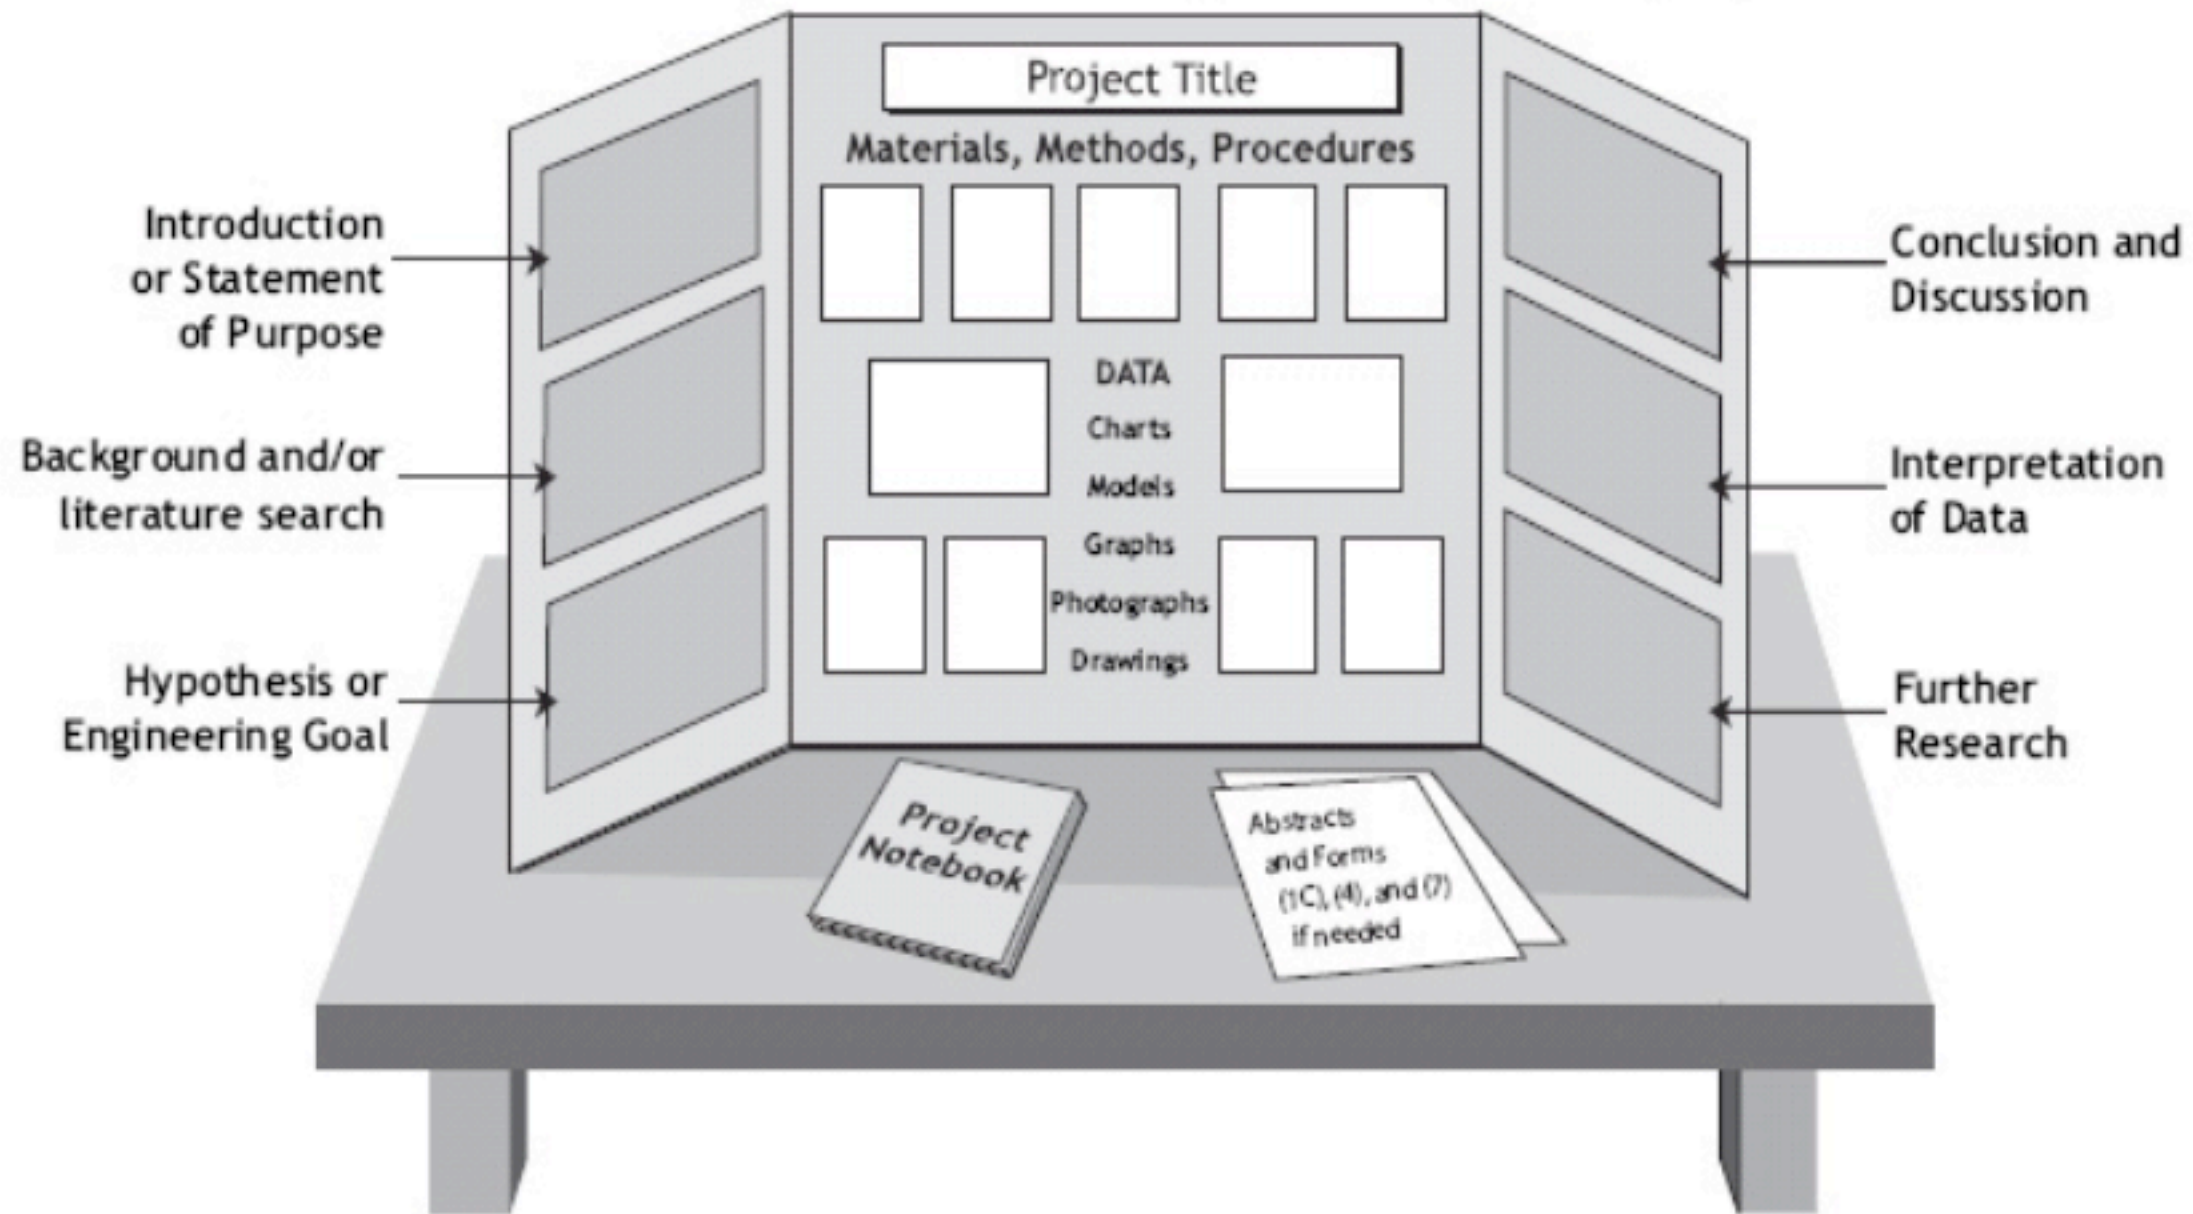 Project Title
Materials, Methods, Procedures
Introduction
or Statement
of Purpose
Background and/or
literature search
Hypothesis or
Engineering Goal
DATA
Charts
Models
Graphs
Photographs
Drawings
Conclusion and
Discussion
Interpretation
of Data
Further
Research
Project
Notebook
Abstracts
and Forms
(1C), (4), and (7)
if needed